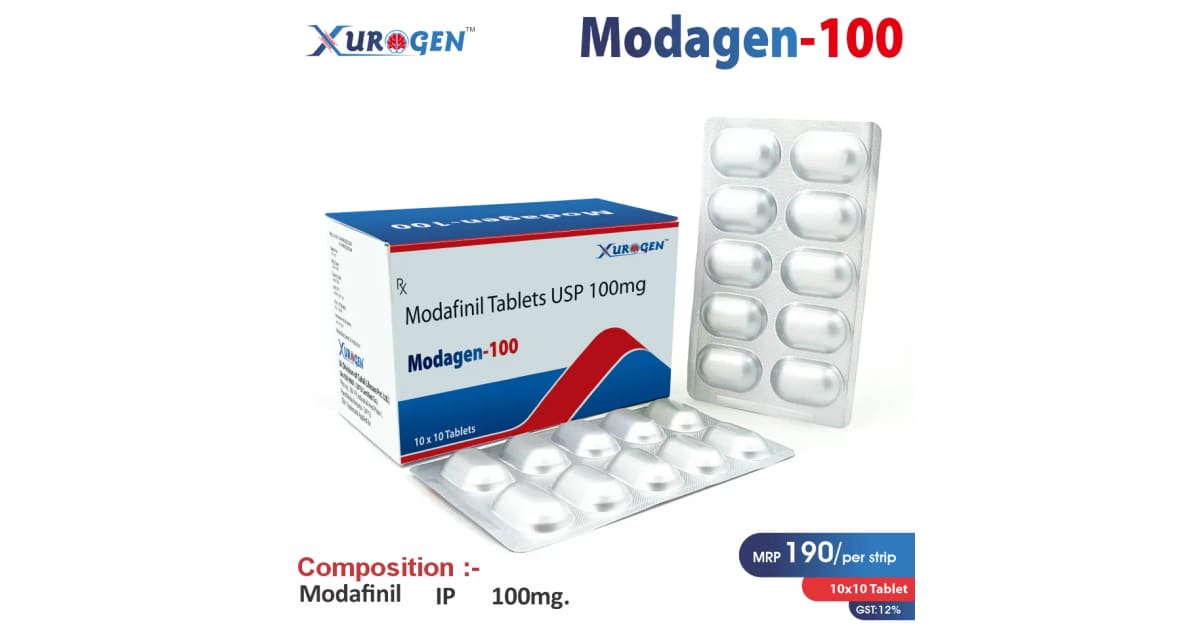 XUROGEN™
Modagen-100
Modagen-100
XUROGEN™
Rx
Modafinil Tablets USP 100mg
Modagen-100
10 x 10 Tablets
XUROGEN
MRP 190/per strip
10x10 Tablet
GST:12%
Composition :-
Modafinil IP 100mg.